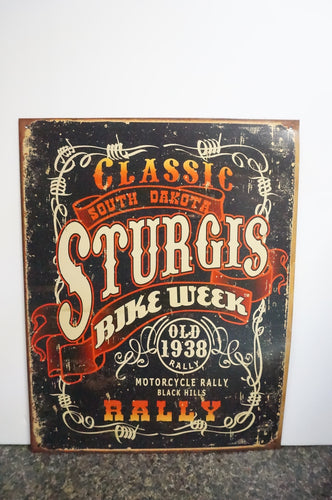 CLASSIC
SOUTH DAKOTA
STURGIS
BIKE WEEK
OLD
1938
RALLY
MOTORCYCLE RALLY
BLACK HILLS
RALLY